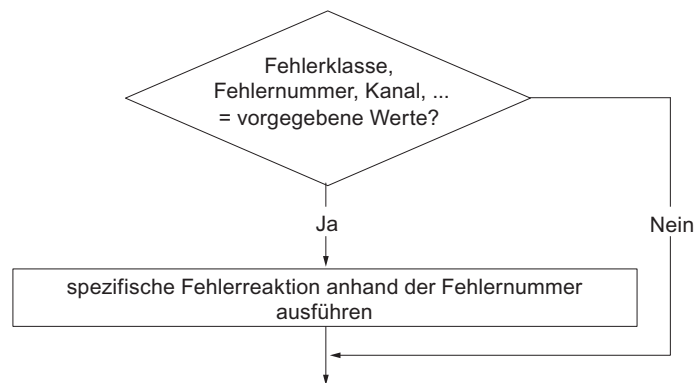 Fehlerklasse,
Fehlernummer, Kanal, ...
= vorgegebene Werte?
Ja
Nein
spezifische Fehlerreaktion anhand der Fehlernummer
ausführen